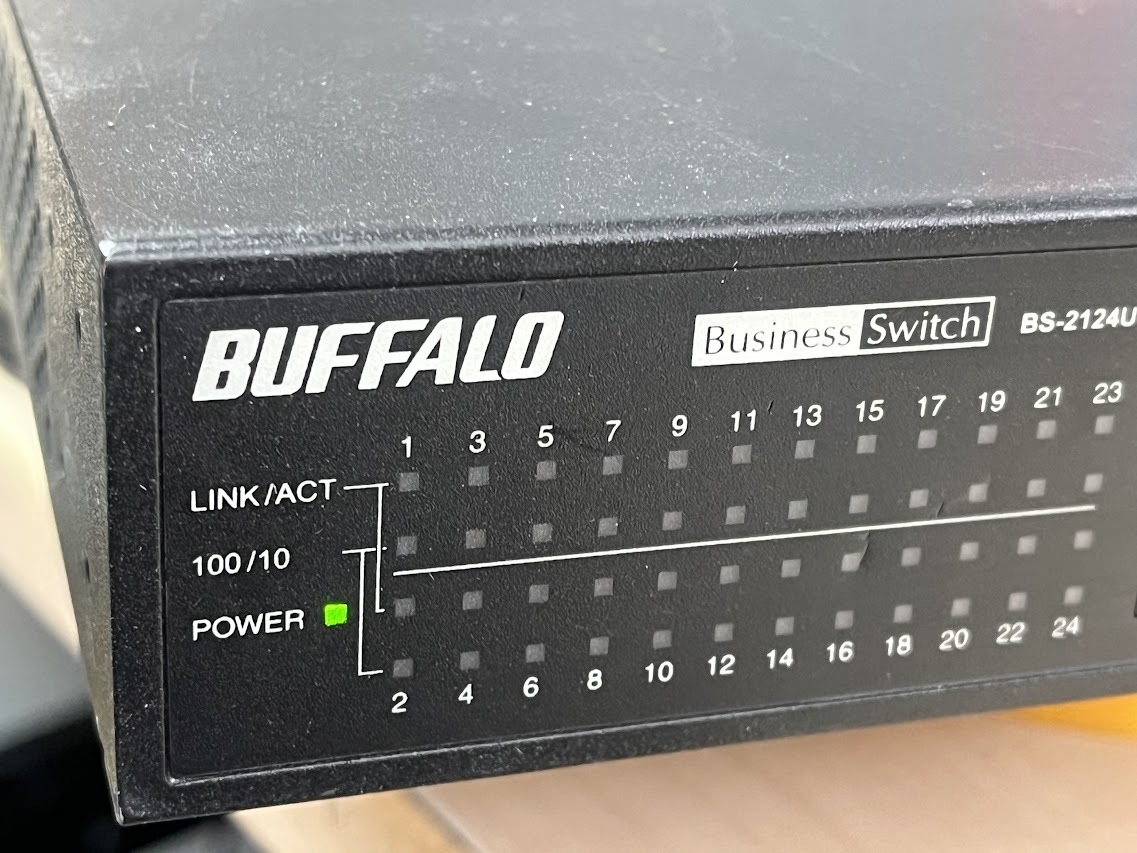 BUFFALO
Business Switch BS-2124U
1 3 5 7 9 11 13 15 17 19 21 23
LINK/ACT
100/10
POWER
2 4 6 8 10 12 14 16 18 20 22 24